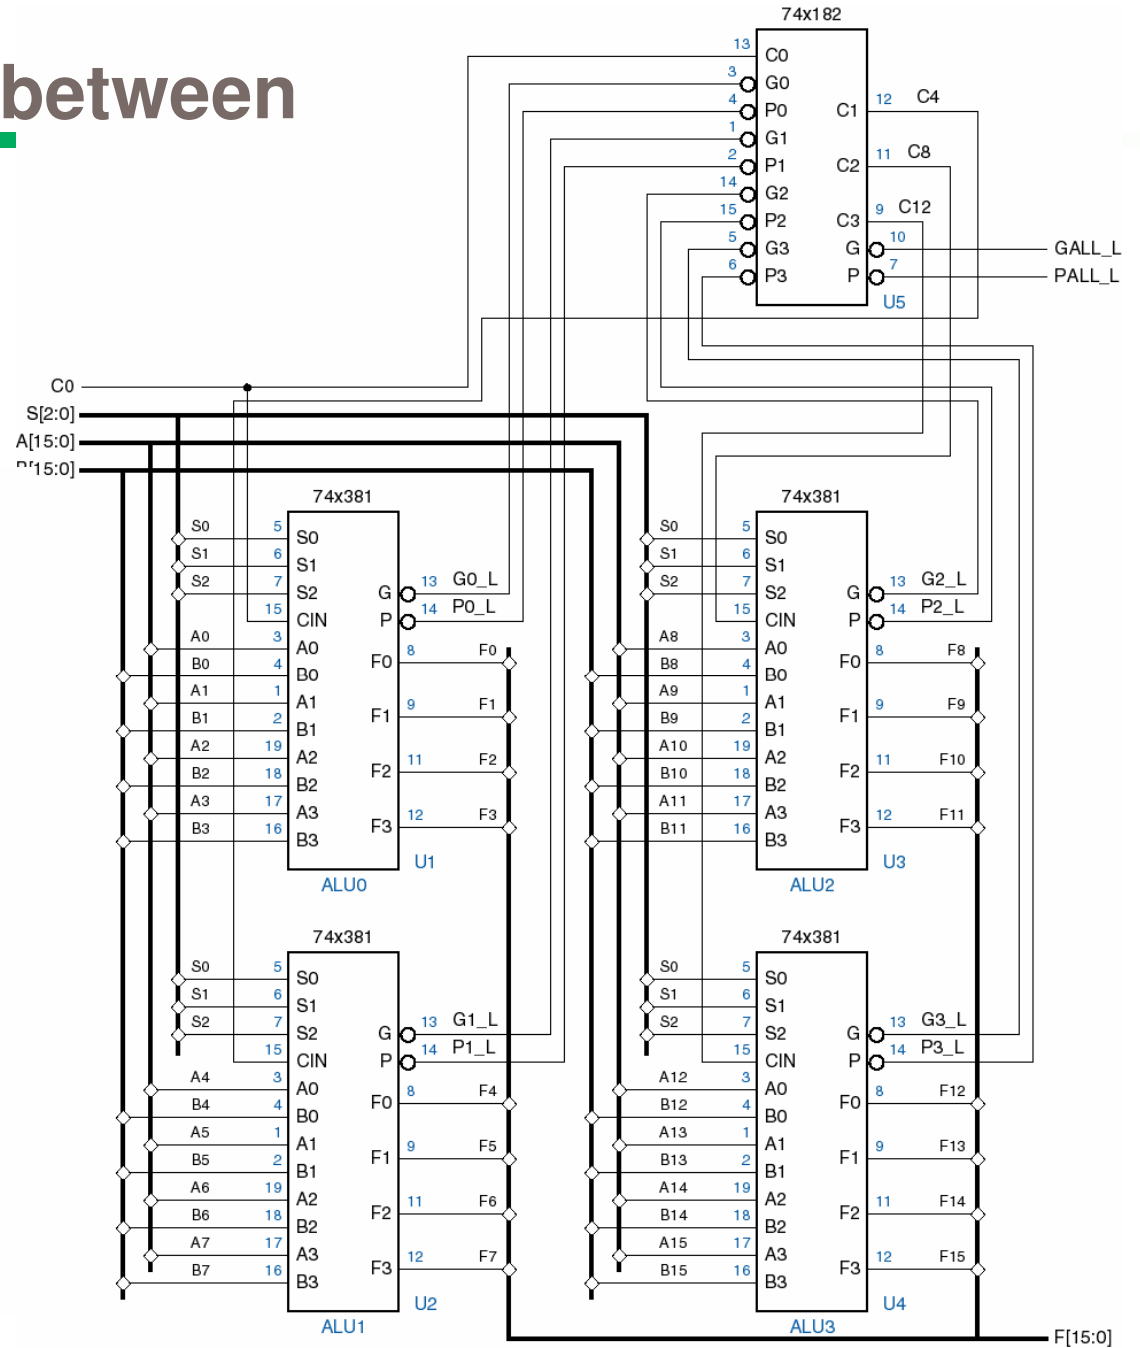 74x182
between
13 C0
3 G0
4 P0 C1 12 C4
1 G1
2 P1 C2 11 C8
14 G2
15 P2 C3 9 C12
5 G3 G 10 GALL_L
6 P3 P 7 PALL_L
U5
C0
S[2:0]
A[15:0]
[15:0]
74x381
S0 5 S0
S1 6 S1
S2 7 S2 G 13 G0_L
15 CIN P 14 P0_L
A0 3 A0
B0 4 B0 F0 8 F0
A1 1 A1
B1 2 B1 F1 9 F1
A2 19 A2
B2 18 B2 F2 11 F2
A3 17 A3
B3 16 B3 F3 12 F3
U1
ALU0
74x381
S0 5 S0
S1 6 S1
S2 7 S2 G 13 G2_L
15 CIN P 14 P2_L
A8 3 A0
B8 4 B0 F0 8 F8
A9 1 A1
B9 2 B1 F1 9 F9
A10 19 A2
B10 18 B2 F2 11 F10
A11 17 A3
B11 16 B3 F3 12 F11
U3
ALU2
74x381
S0 5 S0
S1 6 S1
S2 7 S2 G 13 G1_L
15 CIN P 14 P1_L
A4 3 A0
B4 4 B0 F0 8 F4
A5 1 A1
B5 2 B1 F1 9 F5
A6 19 A2
B6 18 B2 F2 11 F6
A7 17 A3
B7 16 B3 F3 12 F7
U2
ALU1
74x381
S0 5 S0
S1 6 S1
S2 7 S2 G 13 G3_L
15 CIN P 14 P3_L
A12 3 A0
B12 4 B0 F0 8 F12
A13 1 A1
B13 2 B1 F1 9 F13
A14 19 A2
B14 18 B2 F2 11 F14
A15 17 A3
B15 16 B3 F3 12 F15
U4
ALU3
F[15:0]